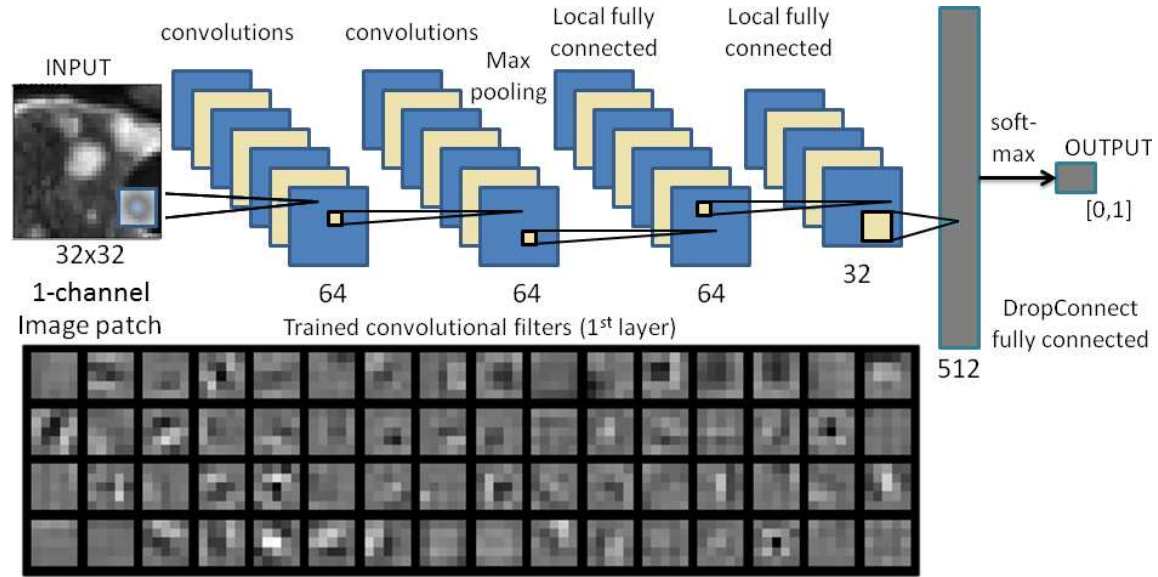 INPUT
32x32
1-channel
Image patch
convolutions
64
convolutions
64
Max
pooling
Local fully
connected
64
Local fully
connected
32
512
DropConnect
fully connected
soft-
max
OUTPUT
[0,1]
Trained convolutional filters (1st layer)